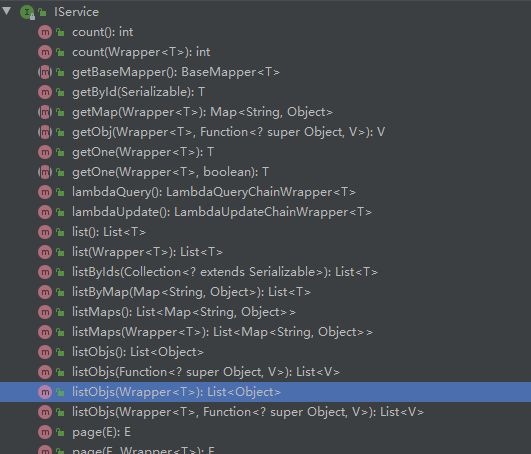 IService
count(): int
count(Wrapper<T>): int
getBaseMapper(): BaseMapper<T>
getById(Serializable): T
getMap(Wrapper<T>): Map<String, Object>
getObj(Wrapper<T>, Function<? super Object, V>): V
getOne(Wrapper<T>): T
getOne(Wrapper<T>, boolean): T
lambdaQuery(): LambdaQueryChainWrapper<T>
lambdaUpdate(): LambdaUpdateChainWrapper<T>
list(): List<T>
list(Wrapper<T>): List<T>
listByIds(Collection<? extends Serializable>): List<T>
listByMap(Map<String, Object>): List<T>
listMaps(): List<Map<String, Object>>
listMaps(Wrapper<T>): List<Map<String, Object>>
listObjs(): List<Object>
listObjs(Function<? super Object, V>): List<V>
listObjs(Wrapper<T>): List<Object>
listObjs(Wrapper<T>, Function<? super Object, V>): List<V>
page(E): E
page(E, Wrapper<T>): E